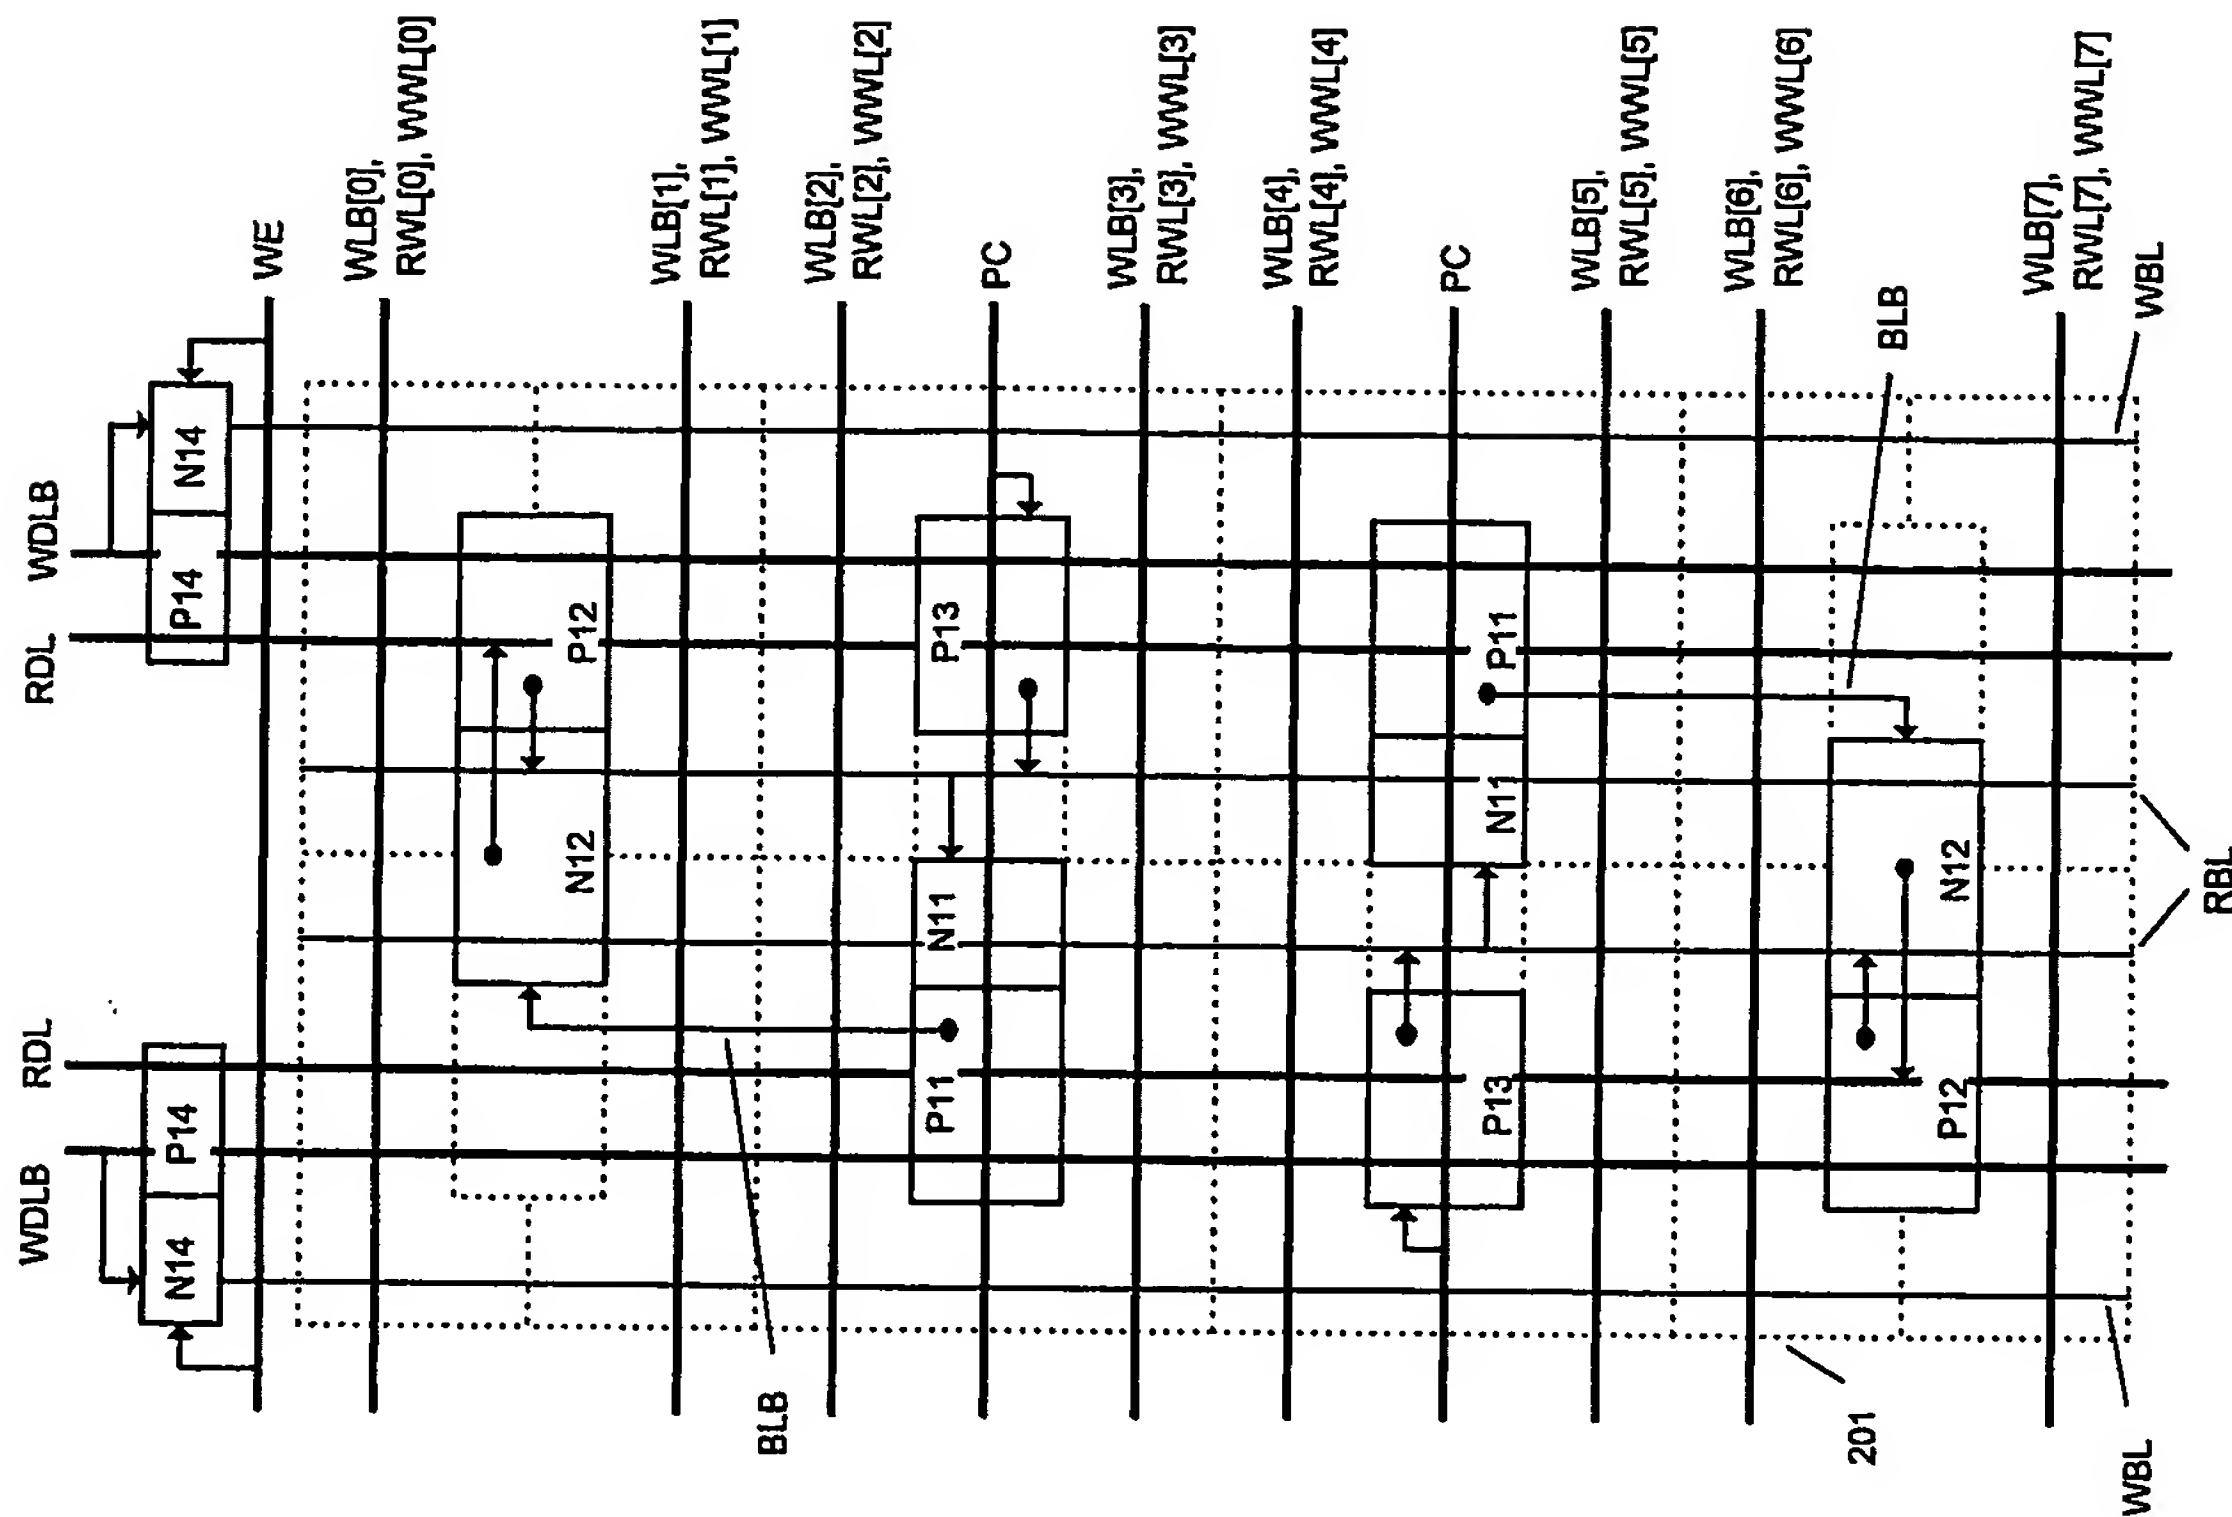 WDLB
RDL
RDL
WDLB
N14
P14
P14
N14
WE
WLB[0],
RWL[0], WWL[0]
N12
P12
WLB[1],
RWL[1], WWL[1]
BLB
WLB[2],
RWL[2], WWL[2]
P11
N11
P13
PC
WLB[3],
RWL[3], WWL[3]
WLB[4],
RWL[4], WWL[4]
PC
P13
N11
P11
WLB[5],
RWL[5], WWL[5]
WLB[6],
RWL[6], WWL[6]
201
BLB
P12
N12
WLB[7],
RWL[7], WWL[7]
WBL
WBL
RBL